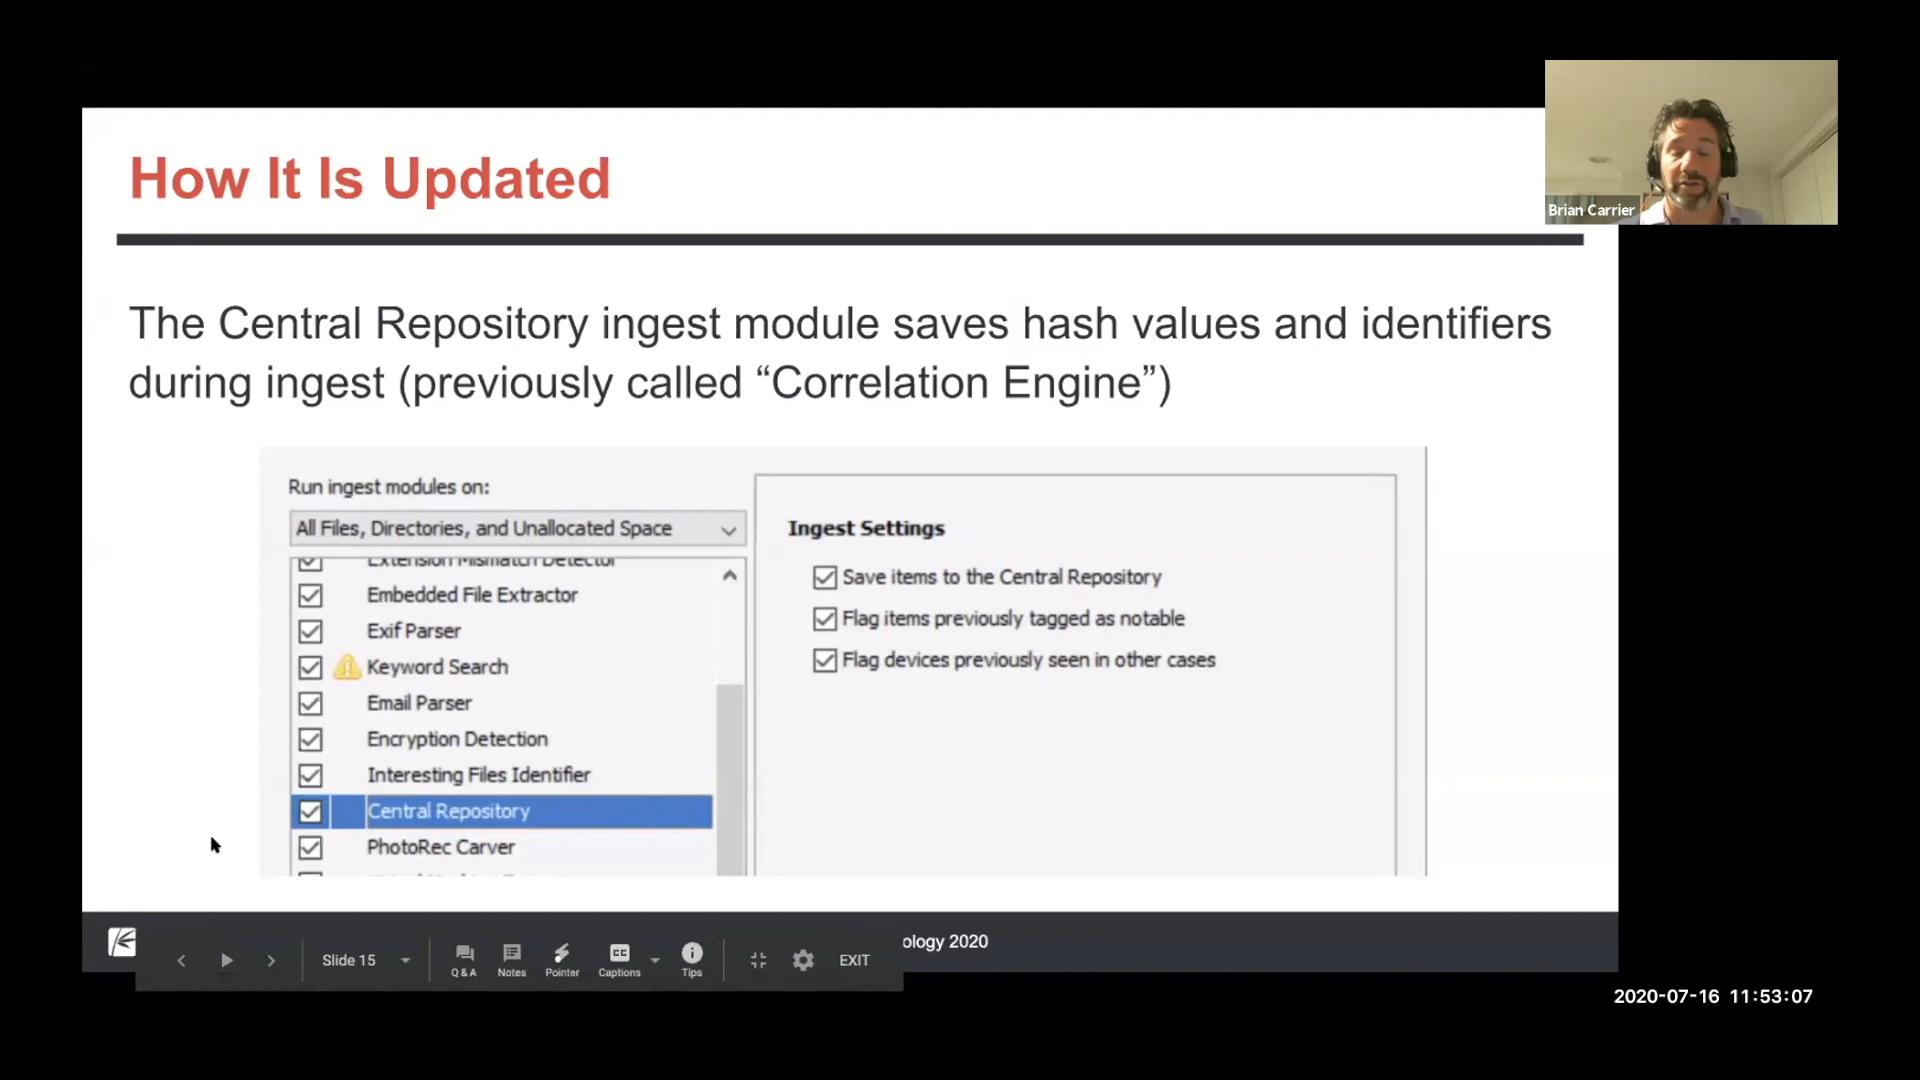 How It Is Updated
Brian Carrier
The Central Repository ingest module saves hash values and identifiers
during ingest (previously called “Correlation Engine”)
Run ingest modules on:
All Files, Directories, and Unallocated Space
Extension Mismatch Detector
Embedded File Extractor
Exif Parser
Keyword Search
Email Parser
Encryption Detection
Interesting Files Identifier
Central Repository
PhotoRec Carver
Ingest Settings
Save items to the Central Repository
Flag items previously tagged as notable
Flag devices previously seen in other cases
ology 2020
Slide 15
Q & A
Notes
Pointer
CC
Captions
Tips
EXIT
2020-07-16 11:53:07